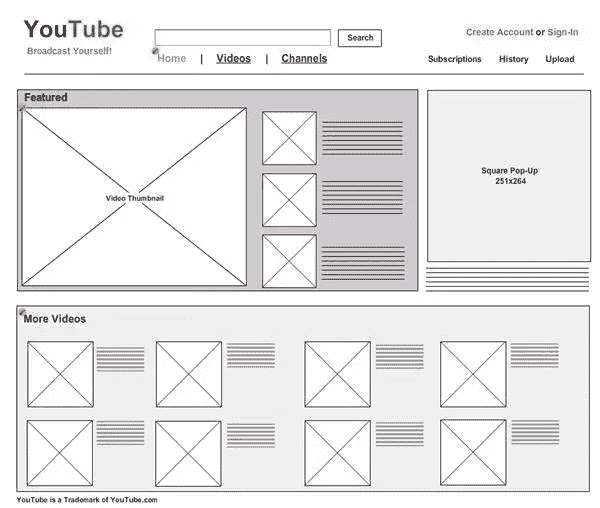 YouTube
Broadcast Yourself!
Search
Create Account or Sign-In
Home | Videos | Channels
Subscriptions History Upload
Featured
Video Thumbnail
Square Pop-Up
251x264
More Videos
YouTube is a Trademark of YouTube.com